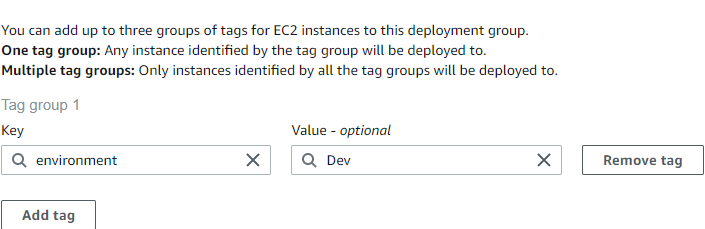 You can add up to three groups of tags for EC2 instances to this deployment group.
One tag group: Any instance identified by the tag group will be deployed to.
Multiple tag groups: Only instances identified by all the tag groups will be deployed to.
Tag group 1
Key
Value - optional
environment
Dev
Remove tag
Add tag